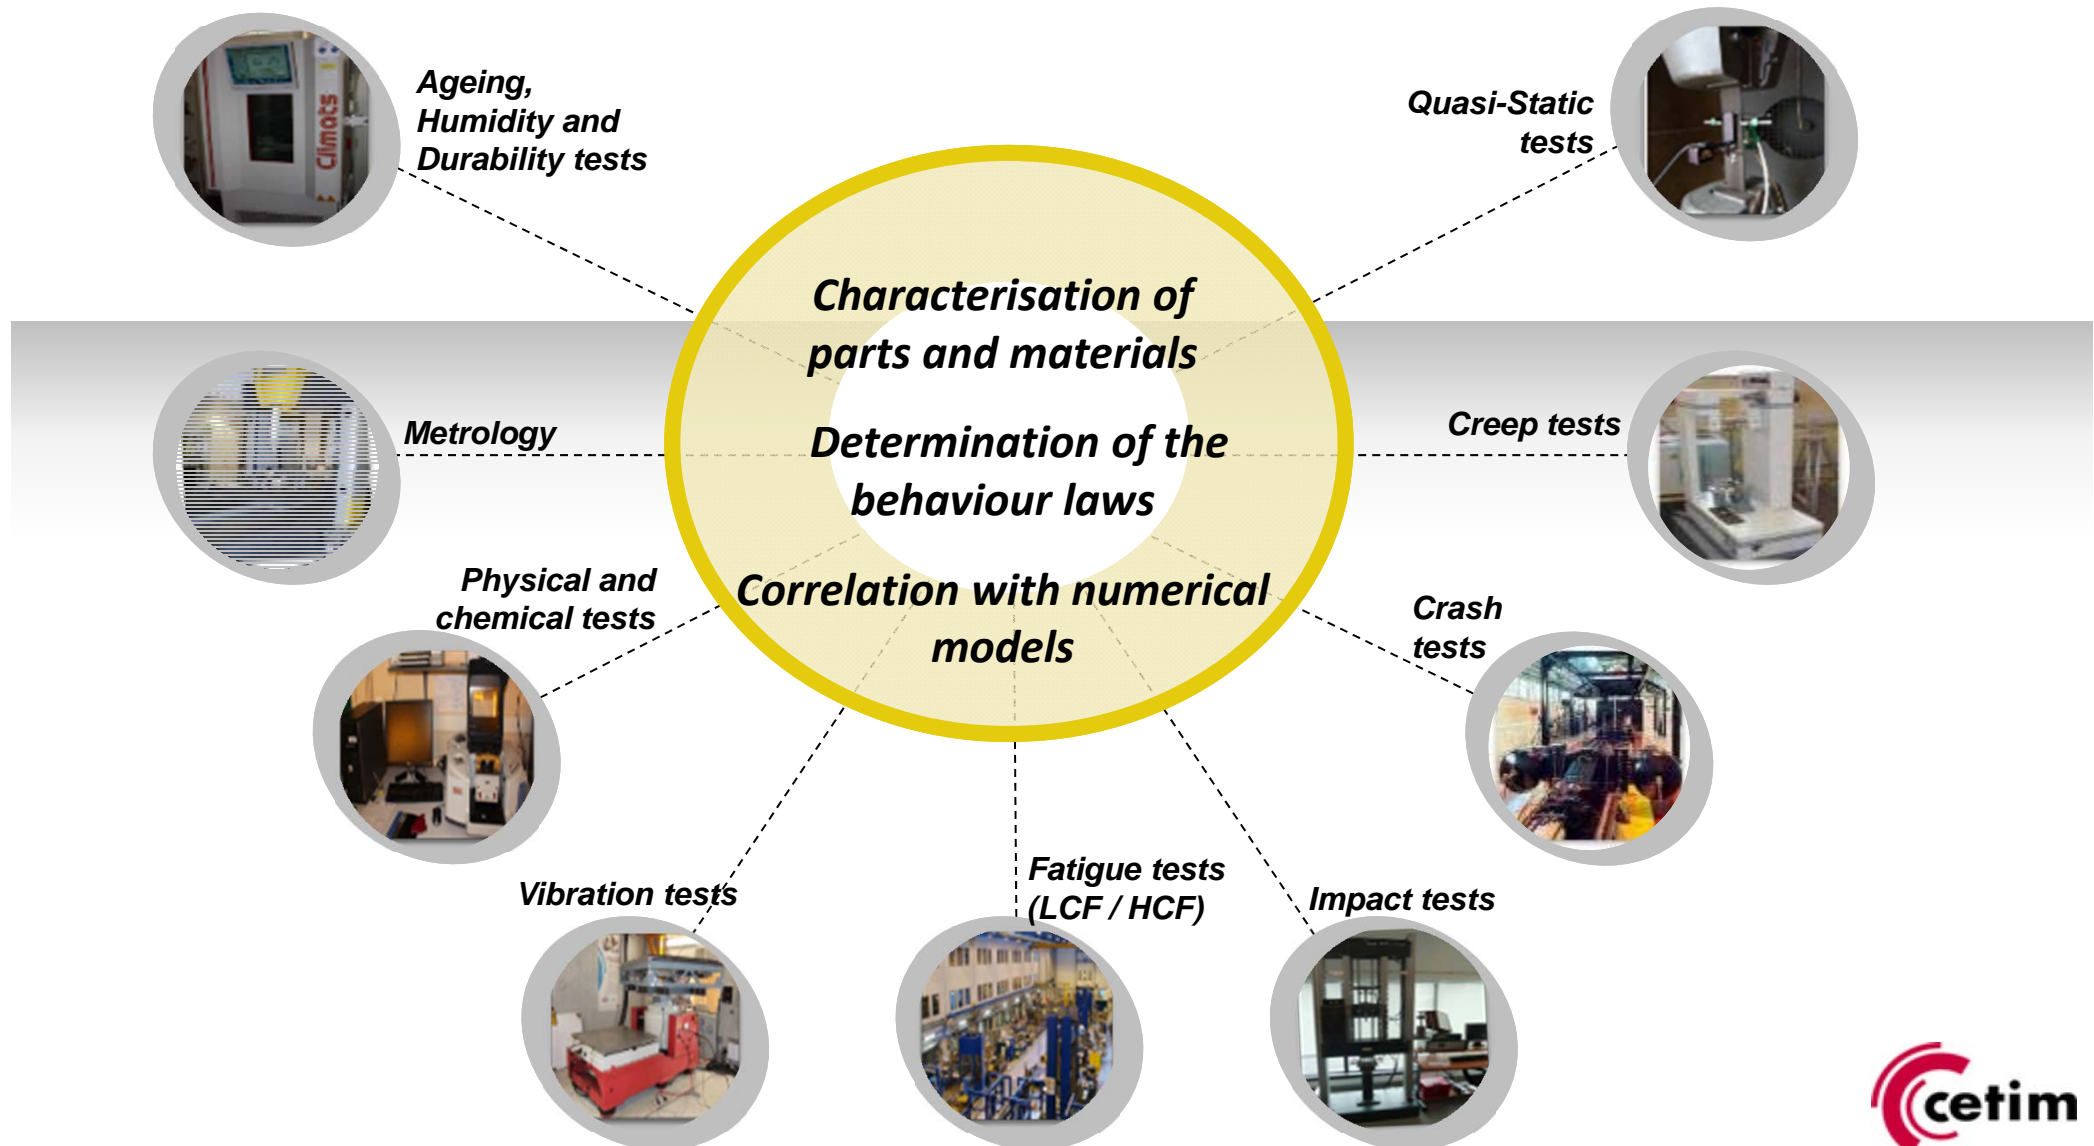 Ageing,
Humidity and
Durability tests
Climats
Quasi-Static
tests
Characterisation of
parts and materials
Metrology
Creep tests
Determination of the
behaviour laws
Physical and
chemical tests
Correlation with numerical
models
Crash
tests
Vibration tests
Fatigue tests
(LCF / HCF)
Impact tests
cetim